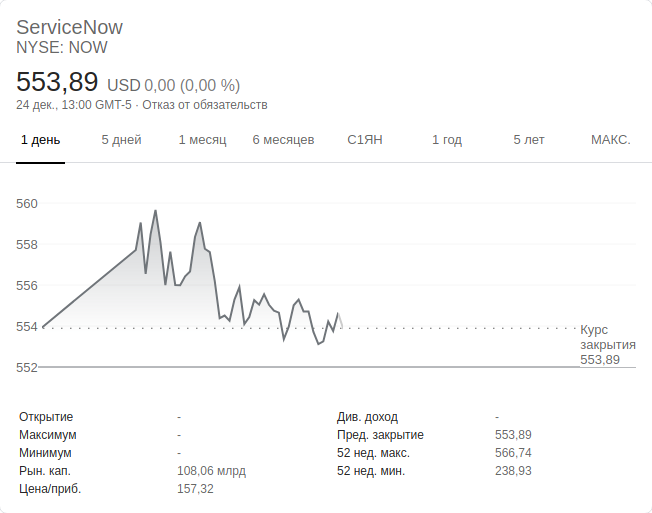 ServiceNow
NYSE: NOW
553,89 USD 0,00 (0,00 %)
24 дек., 13:00 GMT-5 · Отказ от обязательств
1 день 5 дней 1 месяц 6 месяцев С1ЯН 1 год 5 лет МАКС.
560
558
556
554
552
Курс
закрытия
553,89
Открытие - Див. доход -
Максимум - Пред. закрытие 553,89
Минимум - 52 нед. макс. 566,74
Рын. кап. 108,06 млрд 52 нед. мин. 238,93
Цена/приб. 157,32